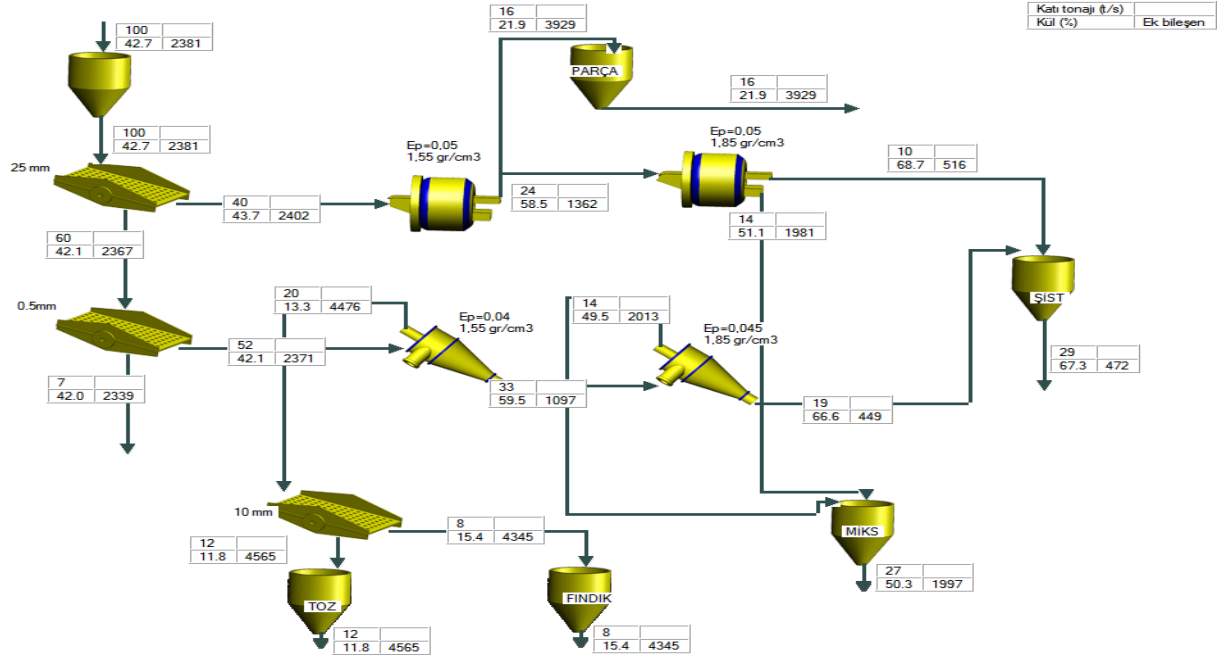 Katı tonajı (t/s)
Kül (%) Ek bileşen
100
42.7 2381
100
42.7 2381
25 mm
16
21.9 3929
PARÇA
16
21.9 3929
Ep=0,05
1,55 gr/cm3
40
43.7 2402
24
58.5 1362
Ep=0,05
1,85 gr/cm3
10
68.7 516
14
51.1 1981
60
42.1 2367
0.5mm
20
13.3 4476
Ep=0,04
1,55 gr/cm3
14
49.5 2013
Ep=0,045
1,85 gr/cm3
ŞİST
52
42.1 2371
29
67.3 472
7
42.0 2339
33
59.5 1097
19
66.6 449
10 mm
8
15.4 4345
12
11.8 4565
MİKS
27
50.3 1997
TOZ
FINDIK
12
11.8 4565
8
15.4 4345